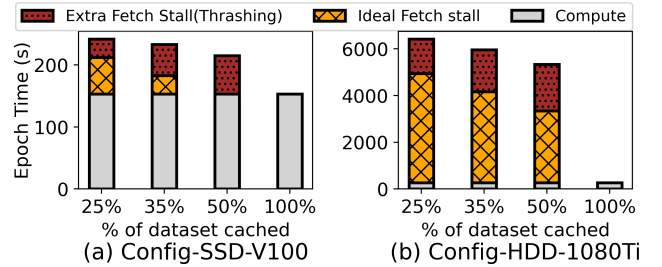 Extra Fetch Stall(Thrashing) Ideal Fetch stall Compute
Epoch Time (s)
200
100
0
25% 35% 50% 100%
% of dataset cached
(a) Config-SSD-V100
6000
4000
2000
0
25% 35% 50% 100%
% of dataset cached
(b) Config-HDD-1080Ti